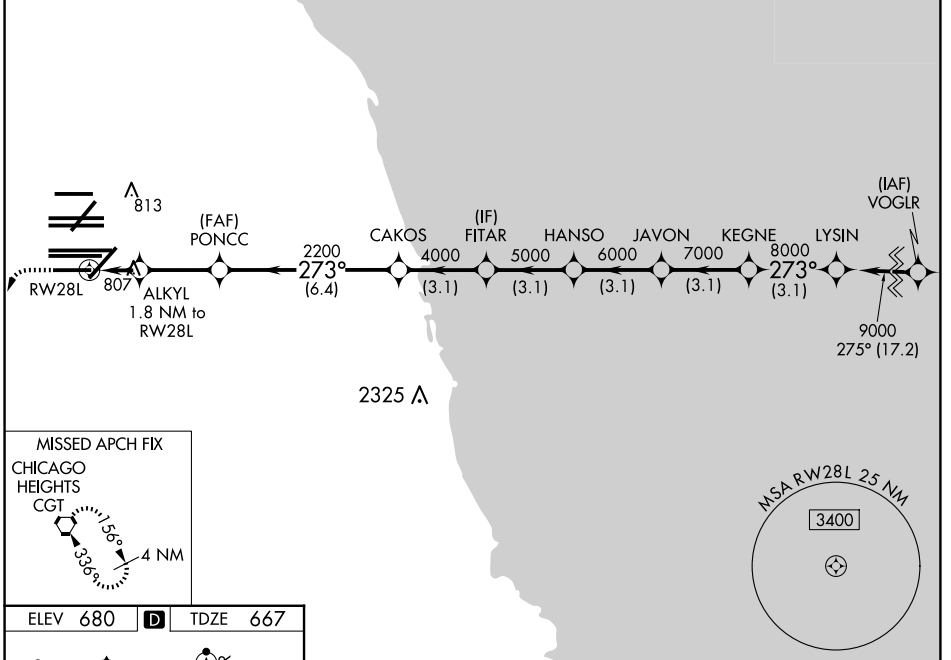 813
(FAF)
PONCC
CAKOS
(IF)
FITAR
HANSO
JAVON
KEGNE
LYSIN
(IAF)
VOGLR
2200
273°
(6.4)
4000
(3.1)
5000
(3.1)
6000
(3.1)
7000
(3.1)
8000
273°
(3.1)
9000
275° (17.2)
RW28L
807
ALKYL
1.8 NM to
RW28L
2325
MISSED APCH FIX
CHICAGO
HEIGHTS
CGT
156°
336°
4 NM
MSA RW28L 25 NM
3400
ELEV 680
D
TDZE 667